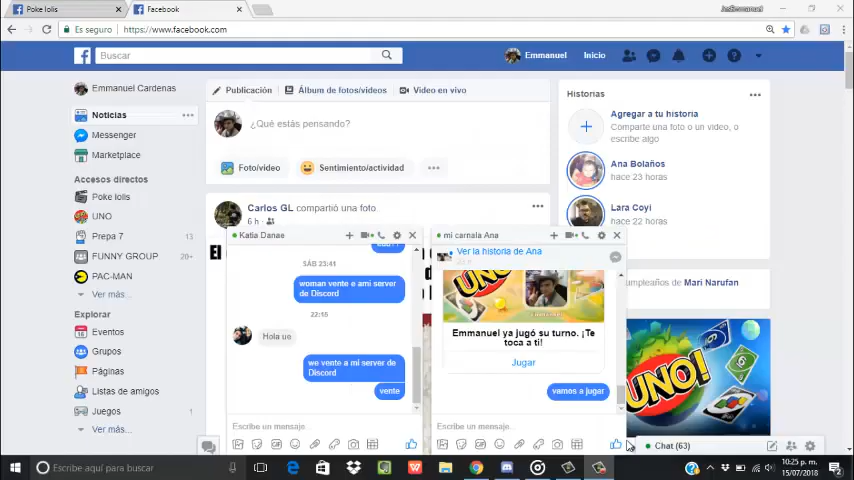 Poke lolis
Facebook
JssEmmanuel
Es seguro
https://www.facebook.com
Buscar
Emmanuel
Inicio
Emmanuel Cardenas
Noticias
Messenger
Marketplace
Accesos directos
Poke lolis
UNO
Prepa 7
13
FUNNY GROUP
2
PAC-MAN
Ver más...
Explorar
Eventos
Grupos
Páginas
Listas de amigos
Juegos
Ver más...
Publicación
Álbum de fotos/videos
Video en vivo
¿Qué estás pensando?
Foto/video
Sentimiento/actividad
Carlos GL compartió una foto.
6 h
El
Historias
Agregar a tu historia
Comparte una foto o un video, o
escribe algo
Ana Bolaños
hace 23 horas
Lara Coyi
hace 22 horas
Mari Narufan
UNO!
Katia Danae
SÁB 23:41
woman vente e ami server
de Discord
22:15
Hola ue
we vente a mi server de
Discord
vente
Escribe un mensaje...
mi carnala Ana
Ver la historia de Ana
UNO
Emmanuel ya jugó su turno. ¡Te
toca a ti!
Jugar
vamos a jugar
Escribe un mensaje...
Chat (63)
Escribe aquí para buscar
10:25 p. m.
15/07/2018
2